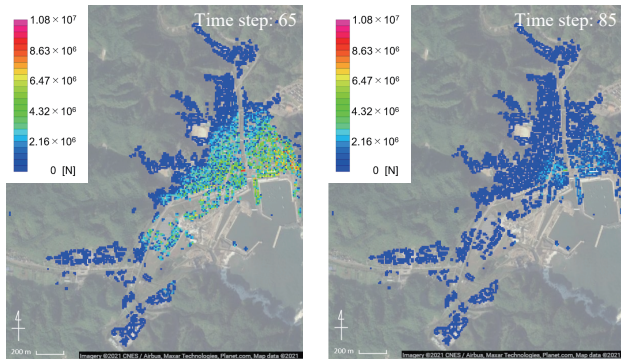 1.08 × 10⁷
8.63 × 10⁶
6.47 × 10⁶
4.32 × 10⁶
2.16 × 10⁶
0 [N]
Time step: 65
4
200 m
Imagery ©2021 CNES / Airbus, Maxar Technologies, Planet.com, Map data ©2021
1.08 × 10⁷
8.63 × 10⁶
6.47 × 10⁶
4.32 × 10⁶
2.16 × 10⁶
0 [N]
Time step: 85
4
200 m
Imagery ©2021 CNES / Airbus, Maxar Technologies, Planet.com, Map data ©2021